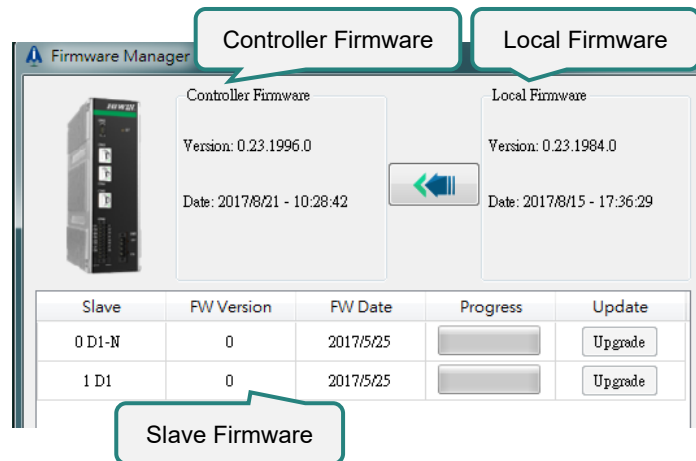 Controller Firmware
Local Firmware
Firmware Manager
HIWIN
Controller Firmware
Local Firmware
Version: 0.23.1996.0
Version: 0.23.1984.0
Date: 2017/8/21 - 10:28:42
Date: 2017/8/15 - 17:36:29
Slave FW Version FW Date Progress Update
0 D1-N 0 2017/5/25 Upgrade
1 D1 0 2017/5/25 Upgrade
Slave Firmware